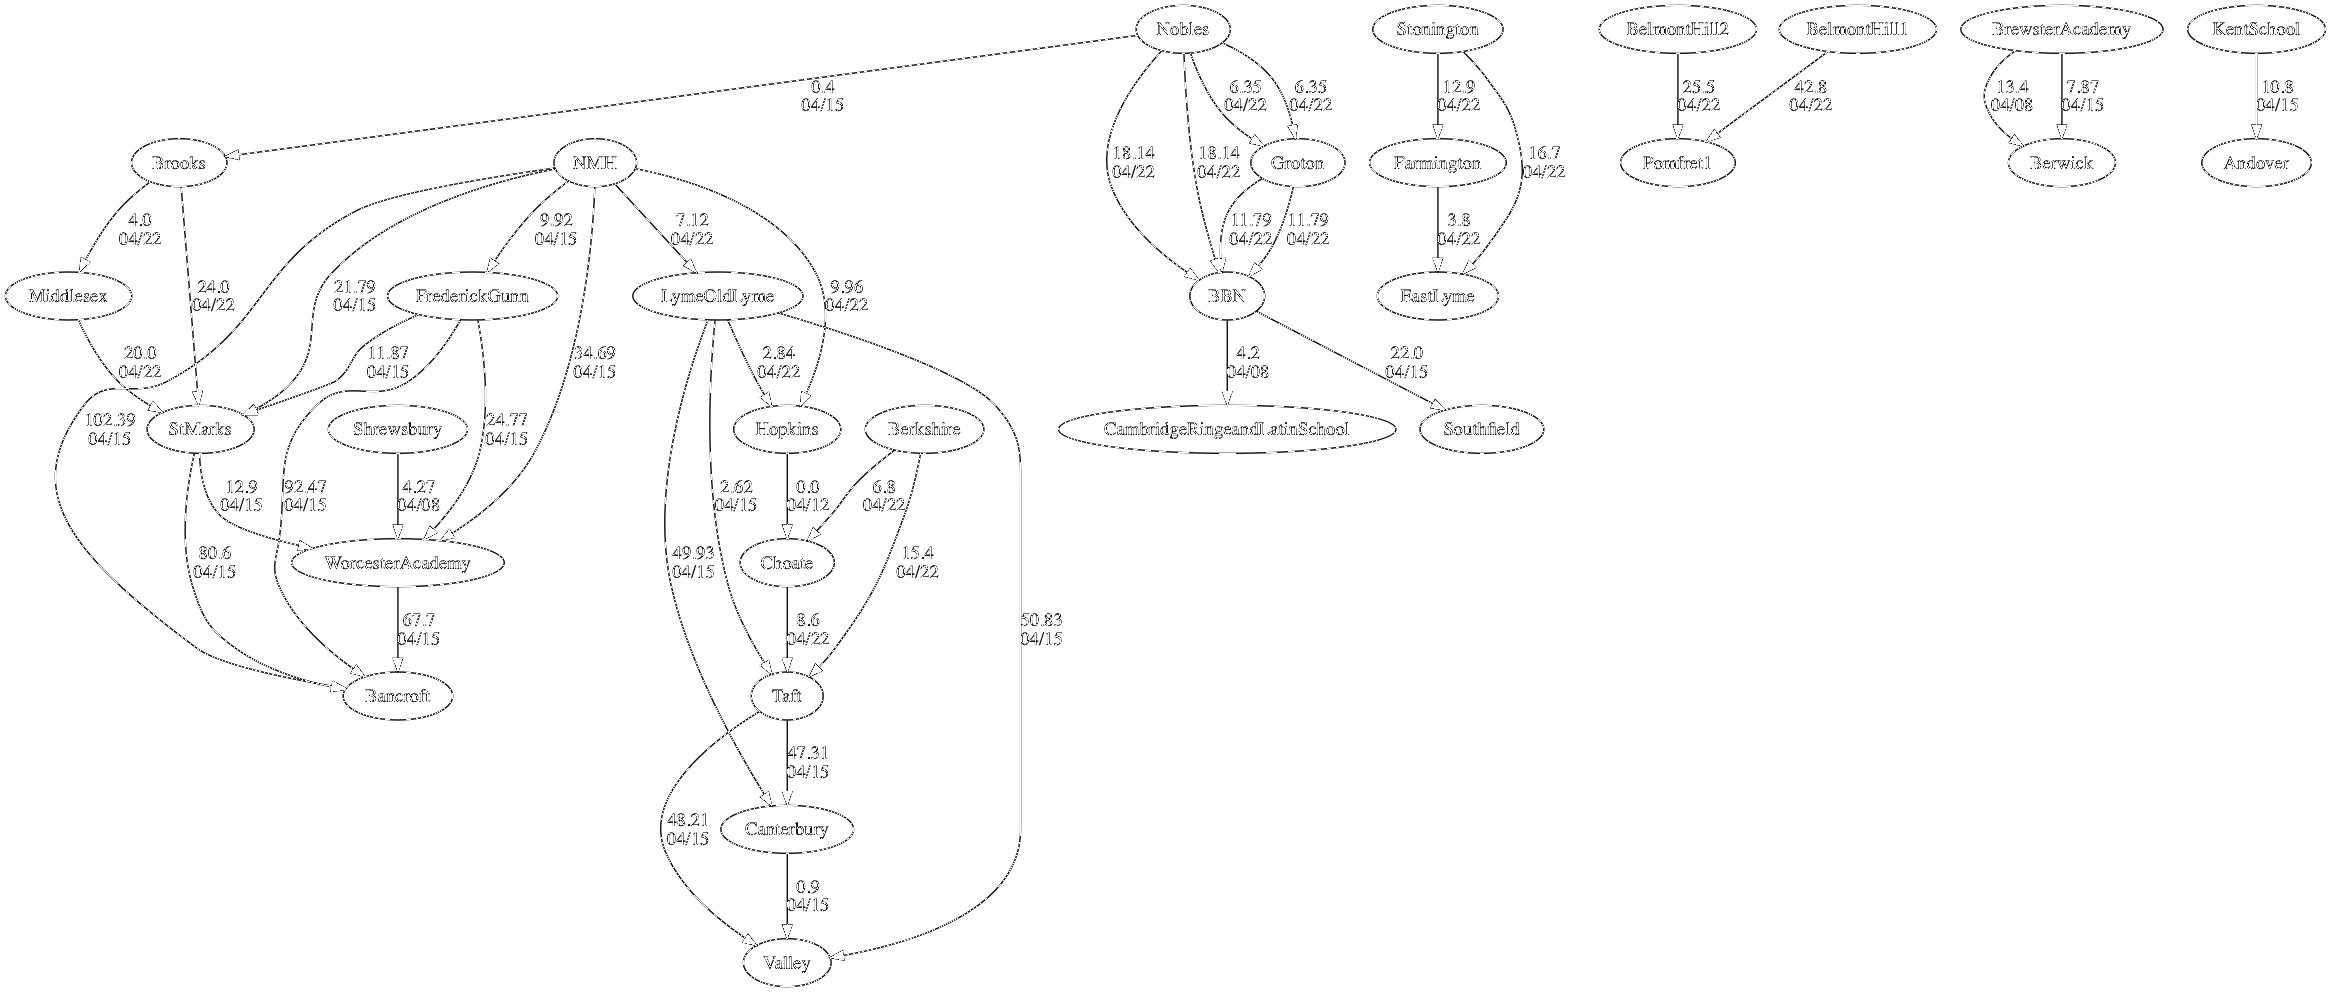 Nobles
Stonington
BelmontHill2
BelmontHill1
BrewsterAcademy
KentSchool
0.4
04/15
6.35
04/22
6.35
04/22
12.9
04/22
25.5
04/22
42.8
04/22
13.4
04/08
7.87
04/15
10.8
04/15
Brooks
NMH
18.14
04/22
18.14
04/22
Groton
Farmington
16.7
04/22
Pomfret1
Berwick
Andover
4.0
04/22
9.92
04/15
7.12
04/22
11.79
04/22
11.79
04/22
3.8
04/22
Middlesex
24.0
04/22
21.79
04/15
FrederickGunn
LymeOldLyme
9.96
04/22
BBN
EastLyme
20.0
04/22
11.87
04/15
34.69
04/15
2.84
04/22
4.2
04/08
22.0
04/15
102.39
04/15
StMarks
Shrewsbury
24.77
04/15
Hopkins
Berkshire
CambridgeRingeandLatinSchool
Southfield
12.9
04/15
92.47
04/15
4.27
04/08
2.62
04/15
0.0
04/12
6.8
04/22
80.6
04/15
WorcesterAcademy
49.93
04/15
Choate
15.4
04/22
67.7
04/15
8.6
04/22
50.83
04/15
Bancroft
Taft
47.31
04/15
48.21
04/15
Canterbury
0.9
04/15
Valley